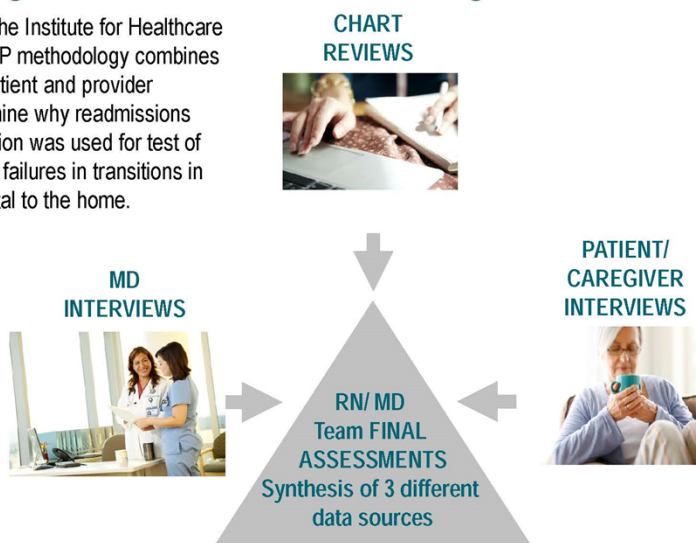 he Institute for Healthcare
P methodology combines
tient and provider
nine why readmissions
ion was used for test of
failures in transitions in
tal to the home.
CHART
REVIEWS
MD
INTERVIEWS
PATIENT/
CAREGIVER
INTERVIEWS
RN/ MD
Team FINAL
ASSESSMENTS
Synthesis of 3 different
data sources